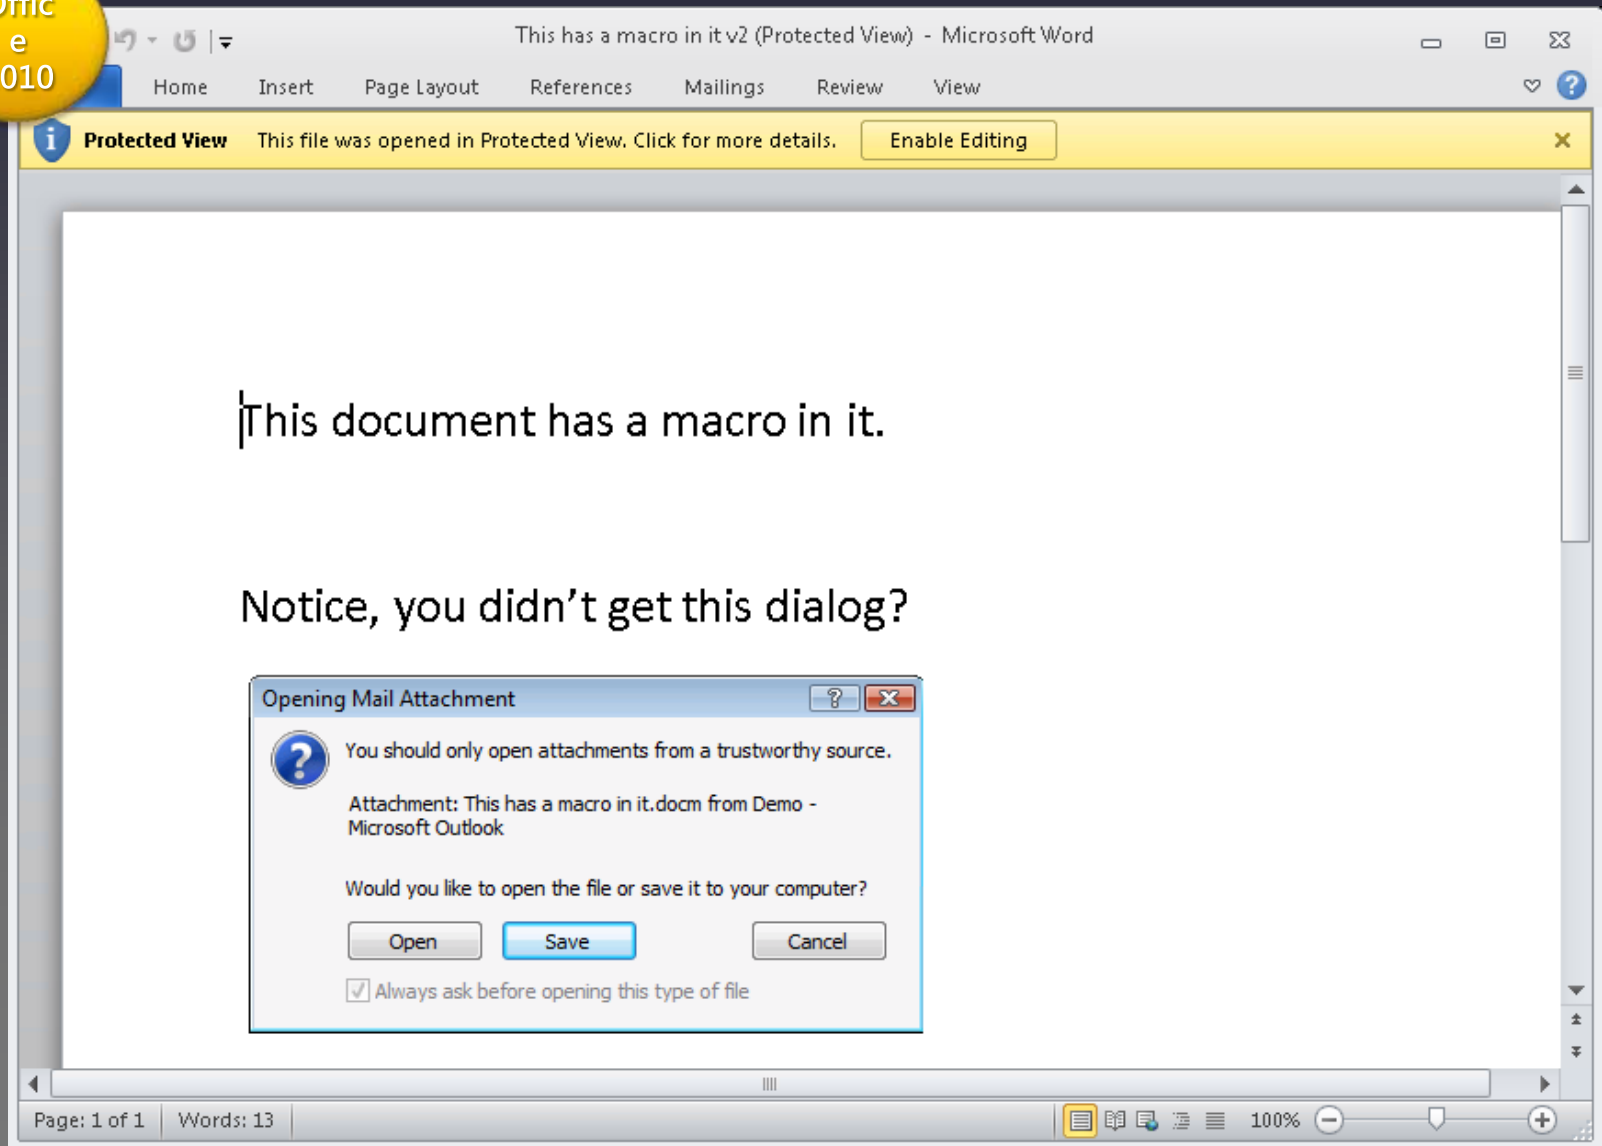 Offic
e
010
This has a macro in it v2 (Protected View) - Microsoft Word
Home Insert Page Layout References Mailings Review View
Protected View This file was opened in Protected View. Click for more details. Enable Editing
This document has a macro in it.
Notice, you didn’t get this dialog?
Opening Mail Attachment
You should only open attachments from a trustworthy source.
Attachment: This has a macro in it.docm from Demo -
Microsoft Outlook
Would you like to open the file or save it to your computer?
Open Save Cancel
Always ask before opening this type of file
Page: 1 of 1 Words: 13 100%